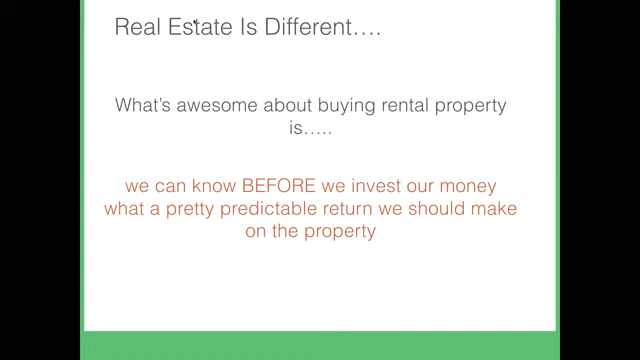 Real Estate Is Different....
What's awesome about buying rental property
is.....
we can know BEFORE we invest our money
what a pretty predictable return we should make
on the property